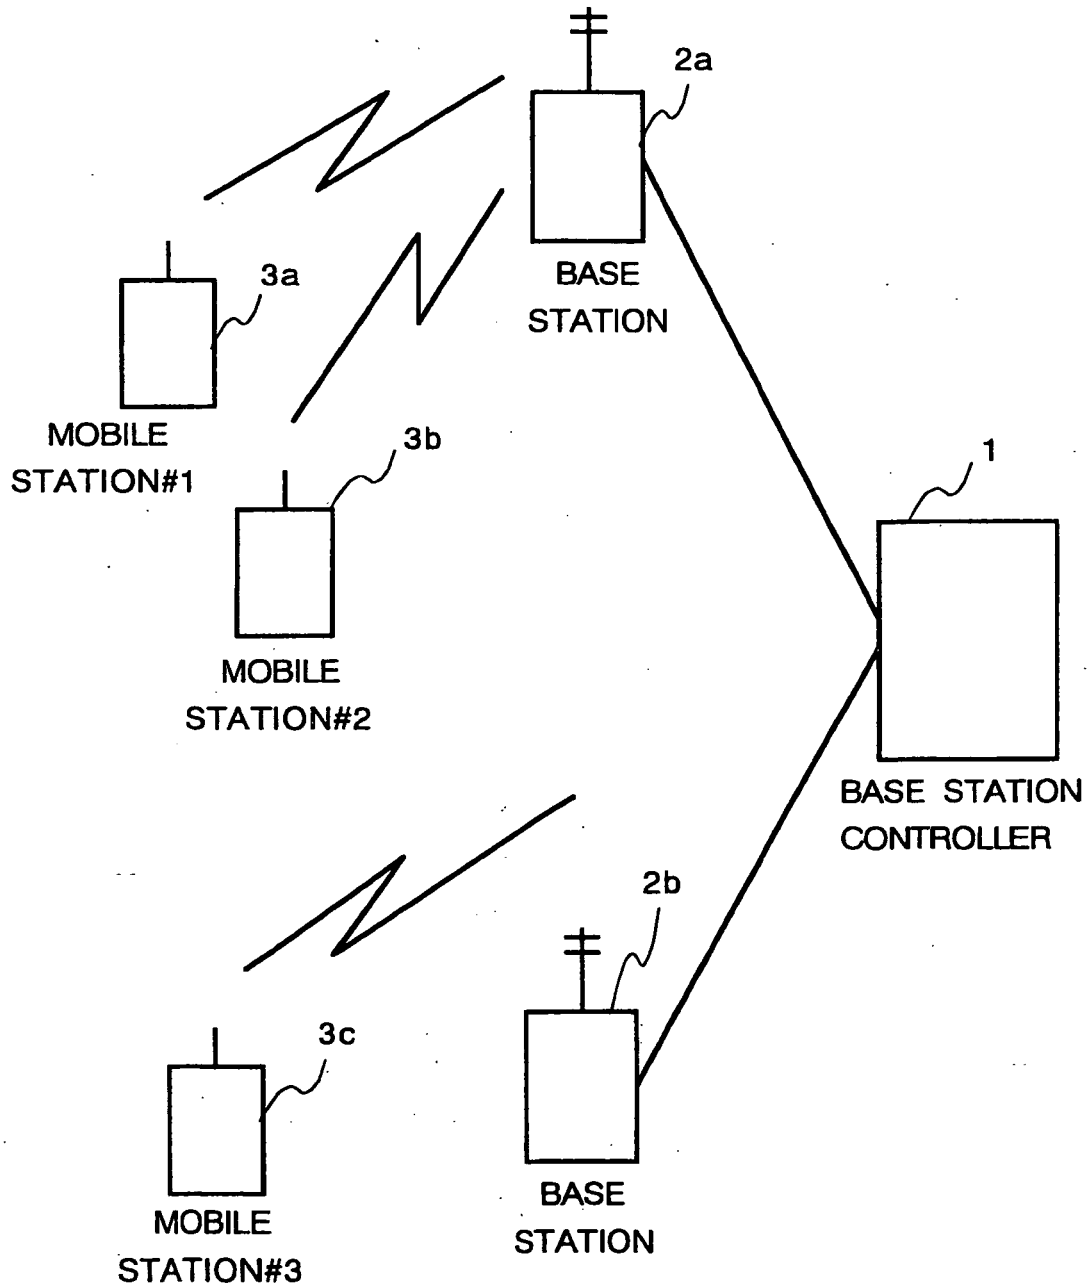 2a
BASE
STATION
3a
MOBILE
STATION#1
3b
MOBILE
STATION#2
1
BASE STATION
CONTROLLER
2b
BASE
STATION
3c
MOBILE
STATION#3